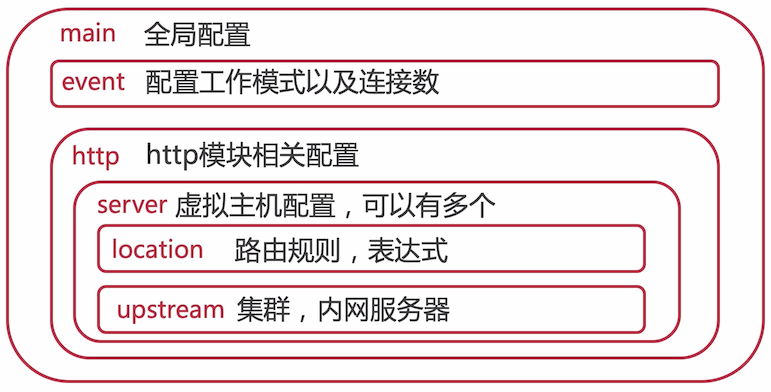 main 全局配置
event 配置工作模式以及连接数
http http模块相关配置
server 虚拟主机配置，可以有多个
location 路由规则，表达式
upstream 集群，内网服务器